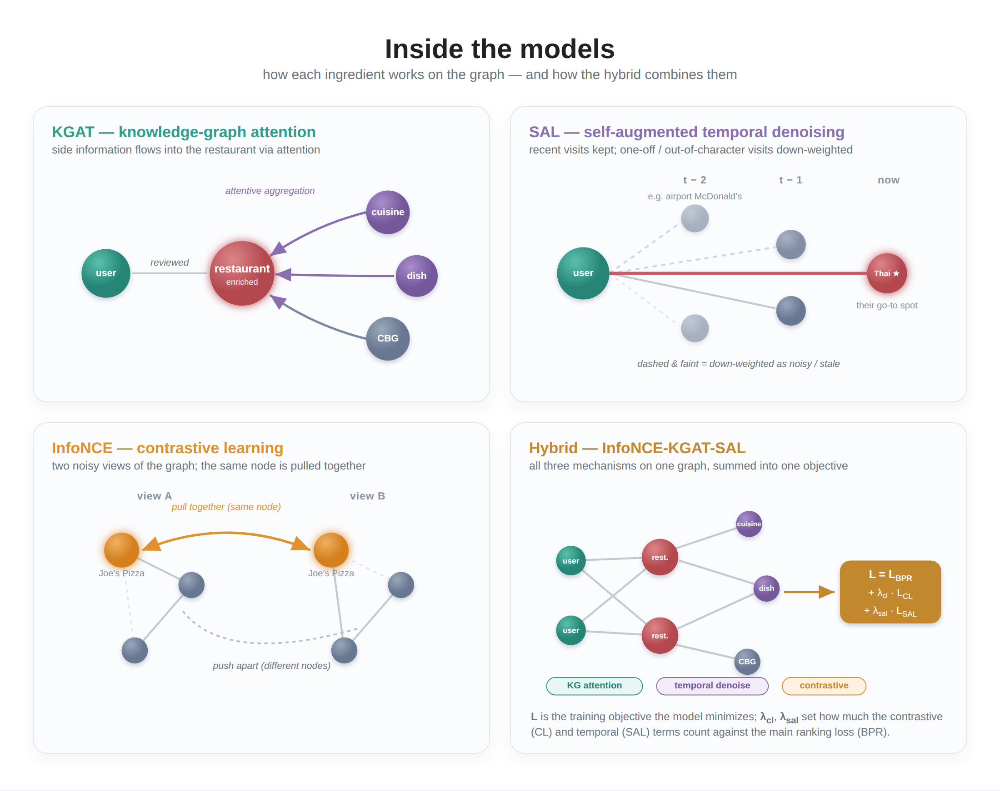 Inside the models
how each ingredient works on the graph — and how the hybrid combines them
KGAT — knowledge-graph attention
side information flows into the restaurant via attention
attentive aggregation
cuisine
reviewed
user
restaurant
enriched
dish
CBG
SAL — self-augmented temporal denoising
recent visits kept; one-off / out-of-character visits down-weighted
t − 2
t − 1
now
e.g. airport McDonald's
user
Thai ★
their go-to spot
dashed & faint = down-weighted as noisy / stale
InfoNCE — contrastive learning
two noisy views of the graph; the same node is pulled together
view A
view B
pull together (same node)
Joe's Pizza
Joe's Pizza
push apart (different nodes)
Hybrid — InfoNCE-KGAT-SAL
all three mechanisms on one graph, summed into one objective
cuisine
user
rest.
dish
user
rest.
CBG
L = L_BPR
+ λ_cl · L_CL
+ λ_sal · L_SAL
KG attention
temporal denoise
contrastive
L is the training objective the model minimizes; λ_cl, λ_sal set how much the contrastive
(CL) and temporal (SAL) terms count against the main ranking loss (BPR).